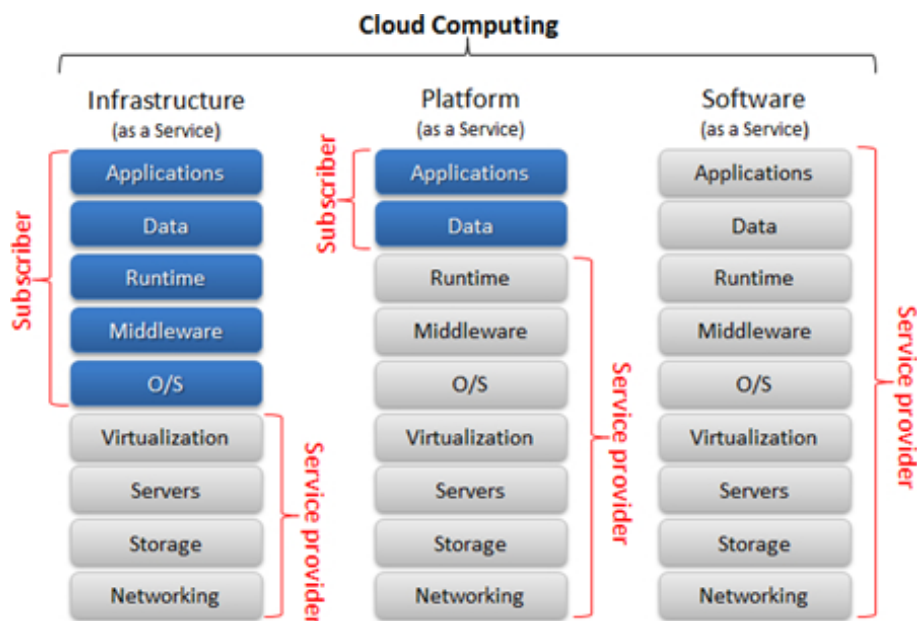 Cloud Computing
Infrastructure
(as a Service)
Subscriber
Applications
Data
Runtime
Middleware
O/S
Virtualization
Servers
Storage
Networking
Service provider
Platform
(as a Service)
Subscriber
Applications
Data
Runtime
Middleware
O/S
Virtualization
Servers
Storage
Networking
Service provider
Software
(as a Service)
Applications
Data
Runtime
Middleware
O/S
Virtualization
Servers
Storage
Networking
Service provider